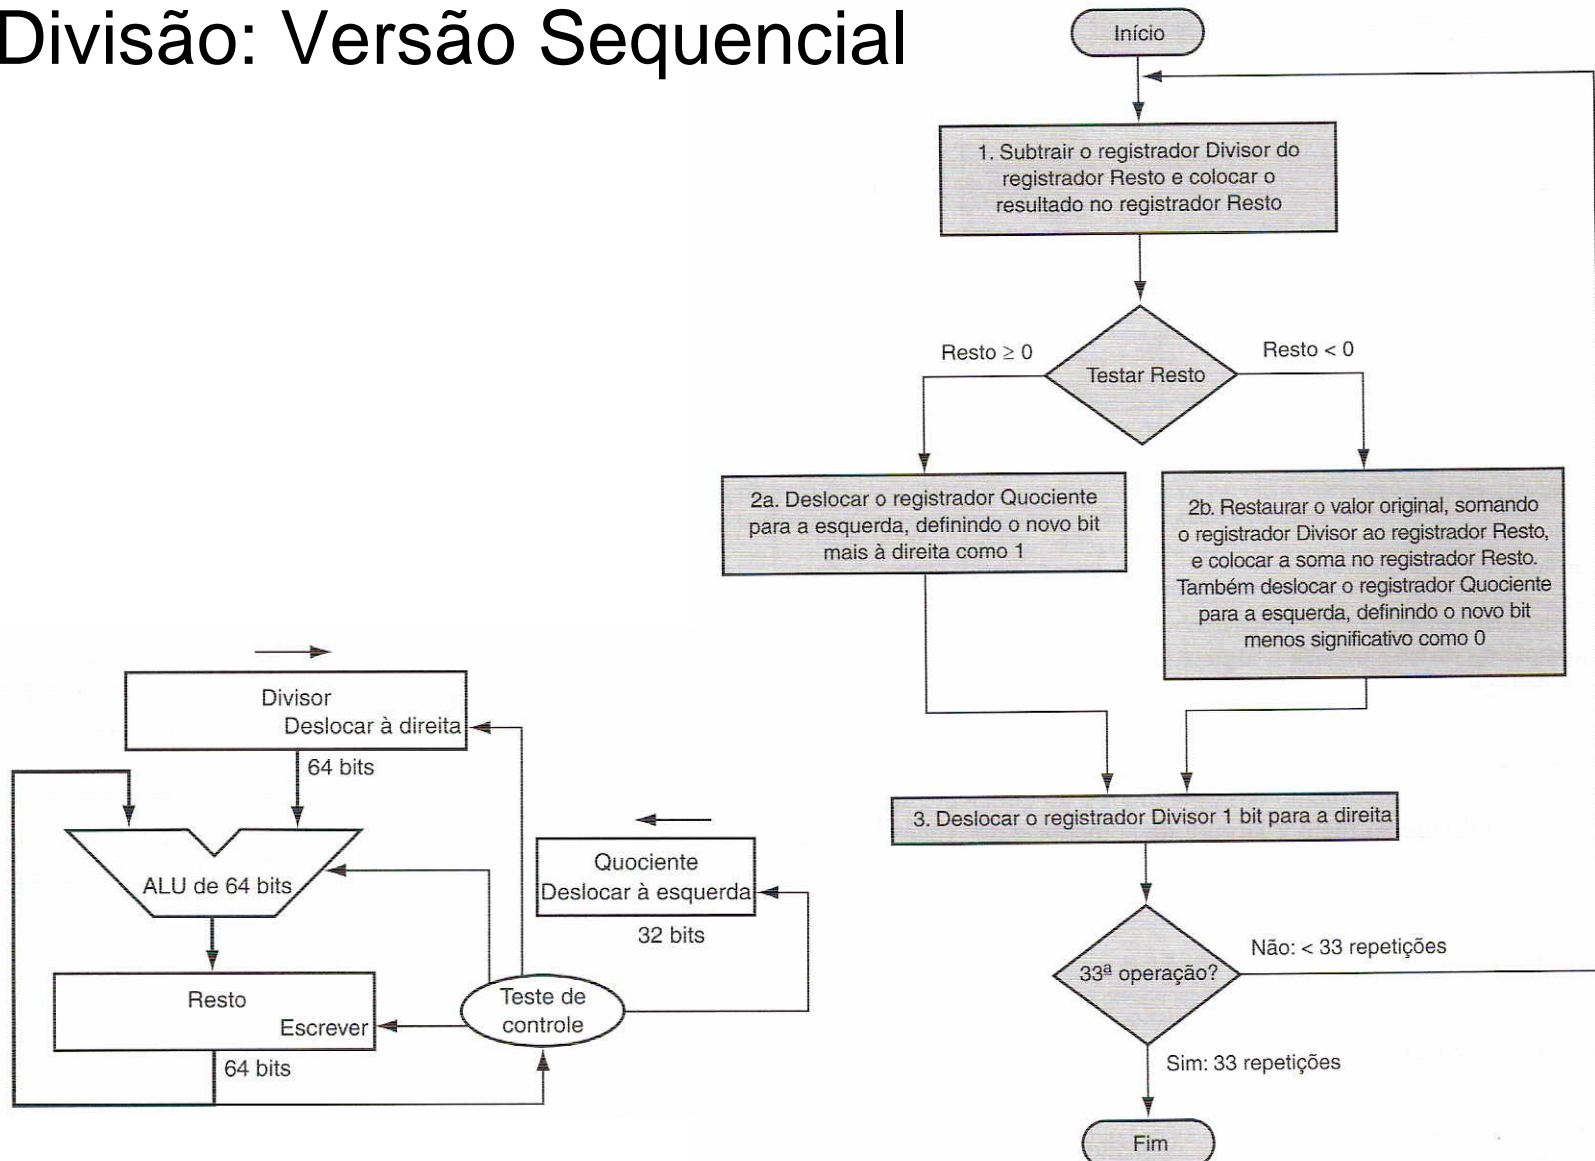 Divisão: Versão Sequencial
Início
1. Subtrair o registrador Divisor do
registrador Resto e colocar o
resultado no registrador Resto
Resto ≥ 0
Testar Resto
Resto < 0
2a. Deslocar o registrador Quociente
para a esquerda, definindo o novo bit
mais à direita como 1
2b. Restaurar o valor original, somando
o registrador Divisor ao registrador Resto,
e colocar a soma no registrador Resto.
Também deslocar o registrador Quociente
para a esquerda, definindo o novo bit
menos significativo como 0
3. Deslocar o registrador Divisor 1 bit para a direita
33ª operação?
Não: < 33 repetições
Sim: 33 repetições
Fim
Divisor
Deslocar à direita
64 bits
ALU de 64 bits
Quociente
Deslocar à esquerda
32 bits
Resto
Escrever
64 bits
Teste de
controle